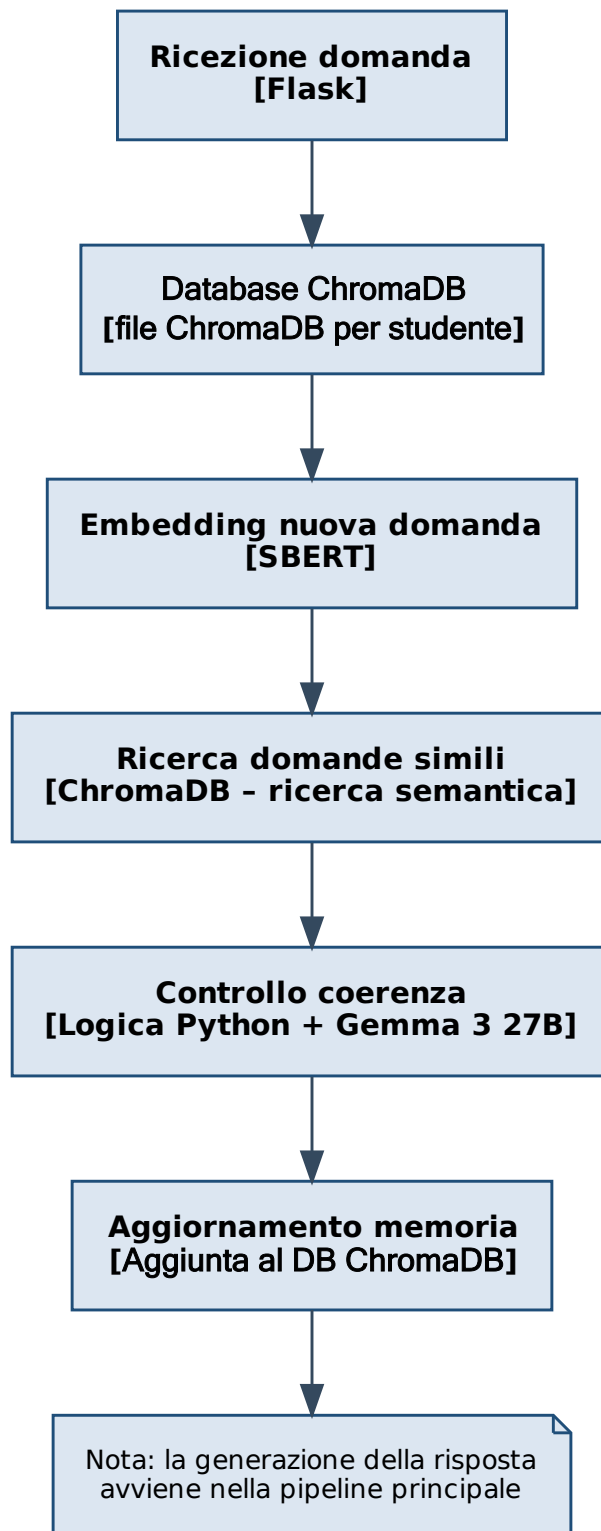 Ricezione domanda
[Flask]
Database ChromaDB
[file ChromaDB per studente]
Embedding nuova domanda
[SBERT]
Ricerca domande simili
[ChromaDB – ricerca semantica]
Controllo coerenza
[Logica Python + Gemma 3 27B]
Aggiornamento memoria
[Aggiunta al DB ChromaDB]
Nota: la generazione della risposta
avviene nella pipeline principale